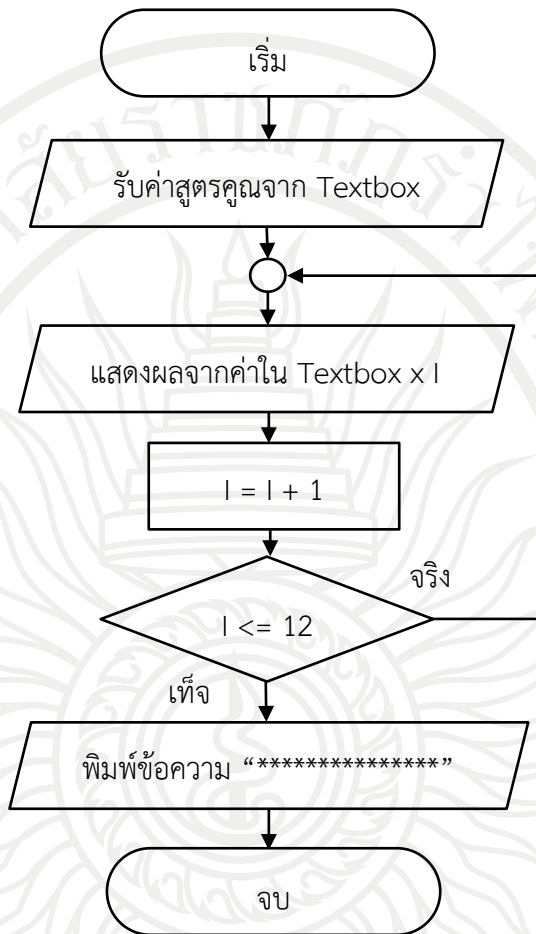 เริ่ม
รับค่าสูตรคูณจาก Textbox
แสดงผลจากค่าใน Textbox x I
I = I + 1
จริง
I <= 12
เท็จ
พิมพ์ข้อความ “***************”
จบ